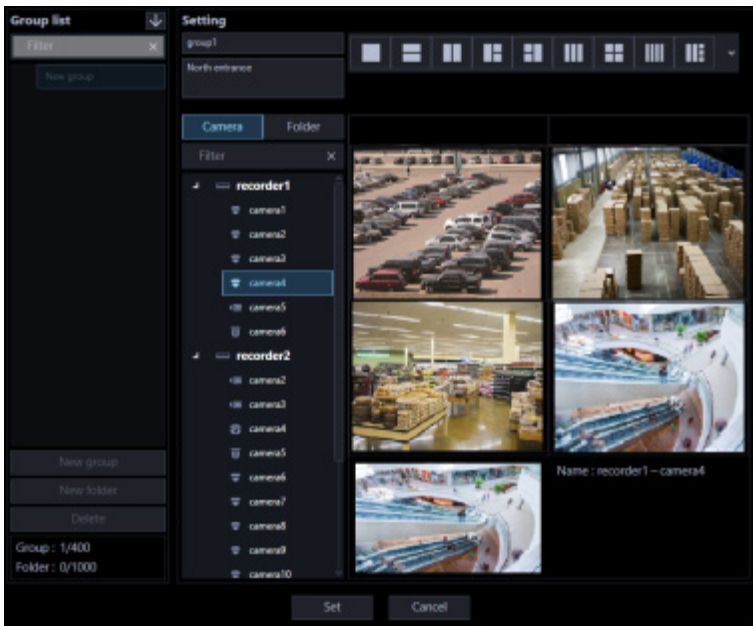 Group list
Filter ×
New group
New group
New folder
Delete
Group : 1/400
Folder : 0/1000
Setting
group1
North entrance
Camera Folder
Filter ×
recorder1
camera1
camera2
camera3
camera4
camera5
camera6
recorder2
camera2
camera3
camera4
camera5
camera6
camera7
camera8
camera9
camera10
Name : recorder1 – camera4
Set Cancel